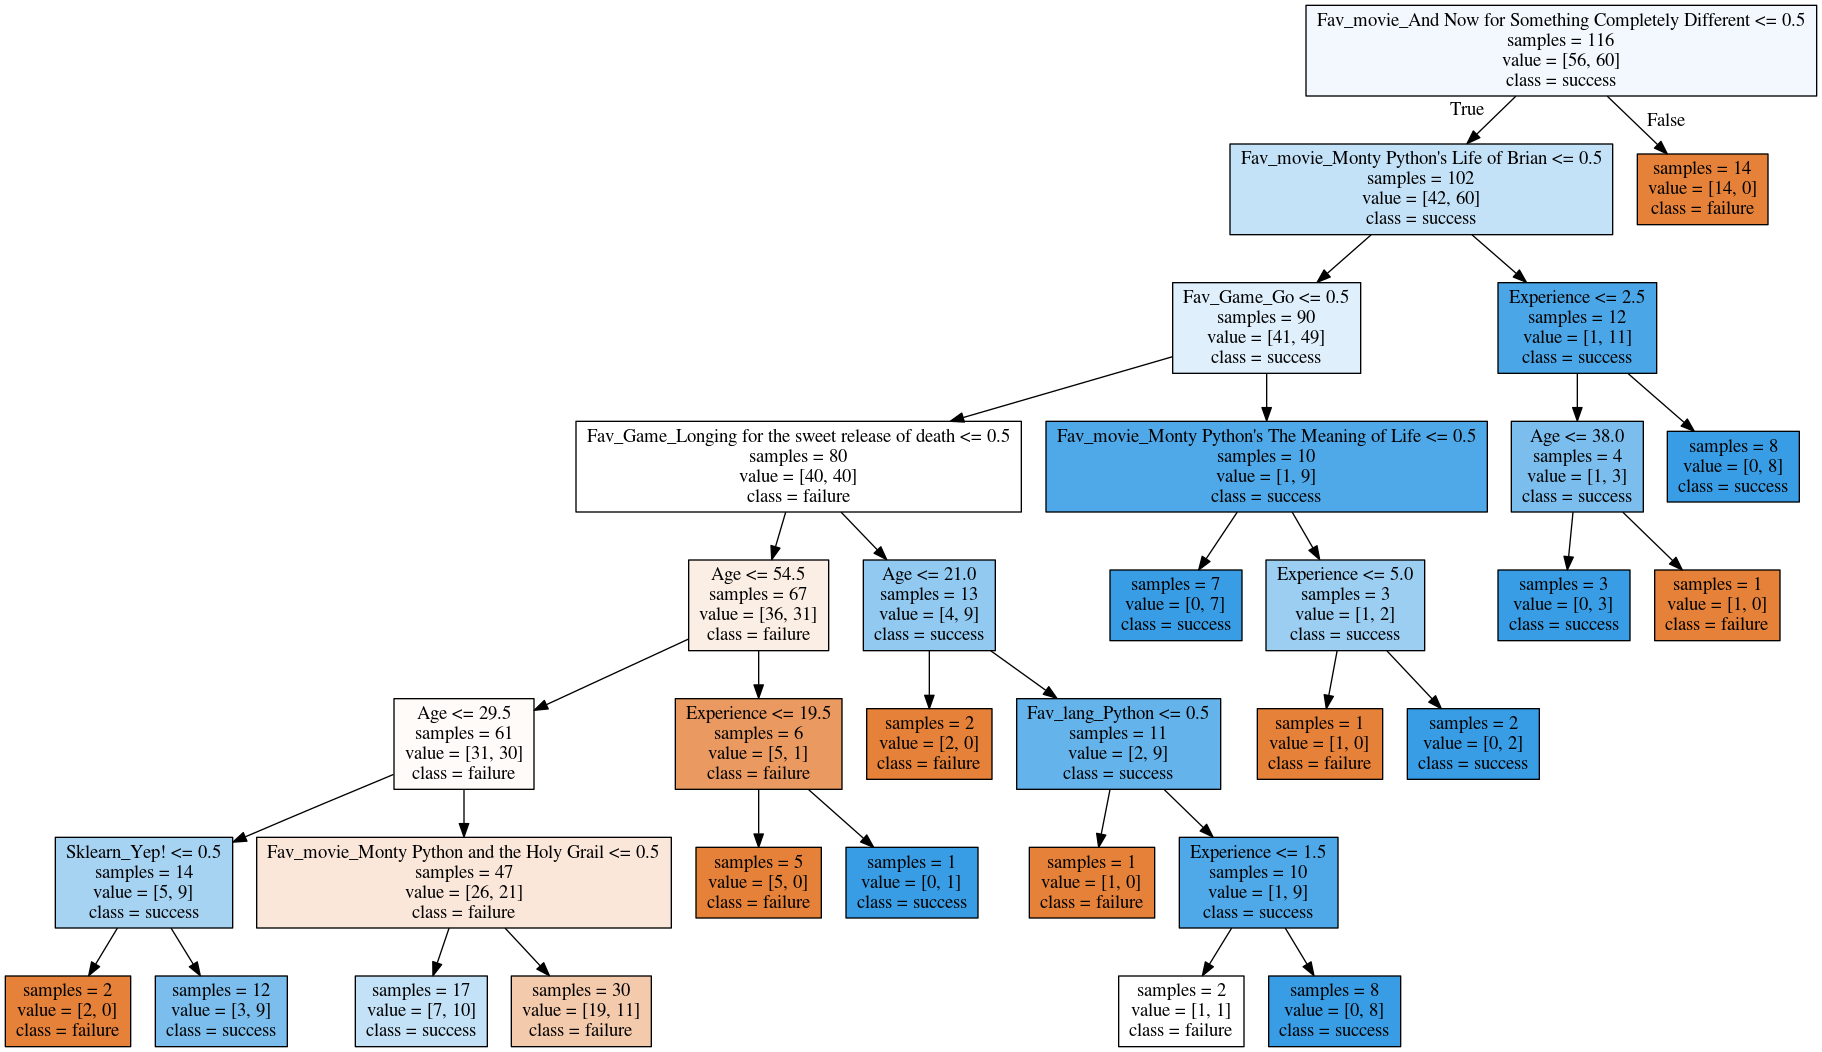 Fav_movie_And Now for Something Completely Different <= 0.5
samples = 116
value = [56, 60]
class = success
True
False
Fav_movie_Monty Python's Life of Brian <= 0.5
samples = 102
value = [42, 60]
class = success
samples = 14
value = [14, 0]
class = failure
Fav_Game_Go <= 0.5
samples = 90
value = [41, 49]
class = success
Experience <= 2.5
samples = 12
value = [1, 11]
class = success
Fav_Game_Longing for the sweet release of death <= 0.5
samples = 80
value = [40, 40]
class = failure
Fav_movie_Monty Python's The Meaning of Life <= 0.5
samples = 10
value = [1, 9]
class = success
Age <= 38.0
samples = 4
value = [1, 3]
class = success
samples = 8
value = [0, 8]
class = success
Age <= 54.5
samples = 67
value = [36, 31]
class = failure
Age <= 21.0
samples = 13
value = [4, 9]
class = success
samples = 7
value = [0, 7]
class = success
Experience <= 5.0
samples = 3
value = [1, 2]
class = success
samples = 3
value = [0, 3]
class = success
samples = 1
value = [1, 0]
class = failure
Age <= 29.5
samples = 61
value = [31, 30]
class = failure
Experience <= 19.5
samples = 6
value = [5, 1]
class = failure
samples = 2
value = [2, 0]
class = failure
Fav_lang_Python <= 0.5
samples = 11
value = [2, 9]
class = success
samples = 1
value = [1, 0]
class = failure
samples = 2
value = [0, 2]
class = success
Sklearn_Yep! <= 0.5
samples = 14
value = [5, 9]
class = success
Fav_movie_Monty Python and the Holy Grail <= 0.5
samples = 47
value = [26, 21]
class = failure
samples = 5
value = [5, 0]
class = failure
samples = 1
value = [0, 1]
class = success
samples = 1
value = [1, 0]
class = failure
Experience <= 1.5
samples = 10
value = [1, 9]
class = success
samples = 2
value = [2, 0]
class = failure
samples = 12
value = [3, 9]
class = success
samples = 17
value = [7, 10]
class = success
samples = 30
value = [19, 11]
class = failure
samples = 2
value = [1, 1]
class = failure
samples = 8
value = [0, 8]
class = success